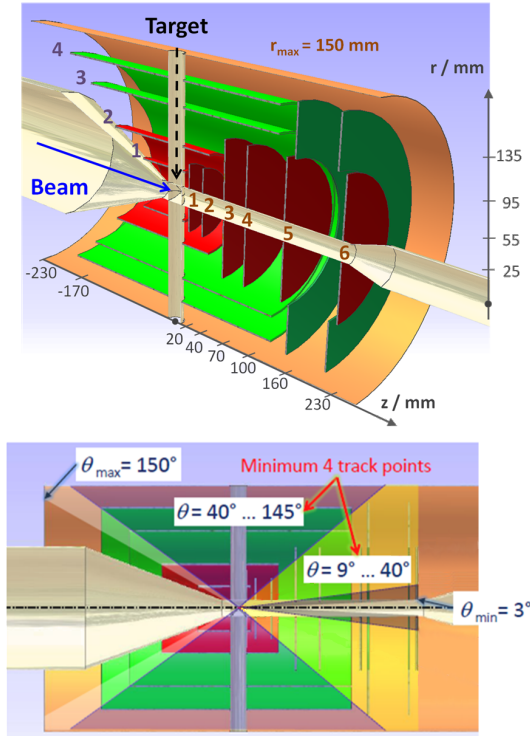 Target
r_max = 150 mm
r / mm
4
3
2
1
135
Beam
95
1 2 3 4 5 6
55
25
-230
-170
20
40
70
100
160
230
z / mm
θ_max = 150°
Minimum 4 track points
θ = 40° ... 145°
θ = 9° ... 40°
θ_min = 3°